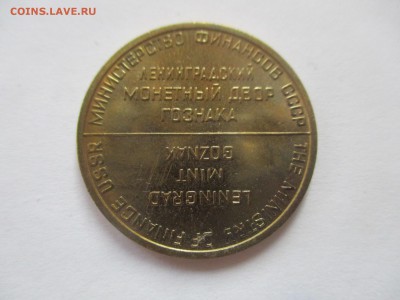 COINS.LAVE.RU
МИНИСТЕРСТВО ФИНАНСОВ СССР
ЛЕНИНГРАДСКИЙ
МОНЕТНЫЙ ДВОР
ГОЗНАКА
THE MINISTRY OF FINANCE USSR
LENINGRAD
MINT
GOZNAK